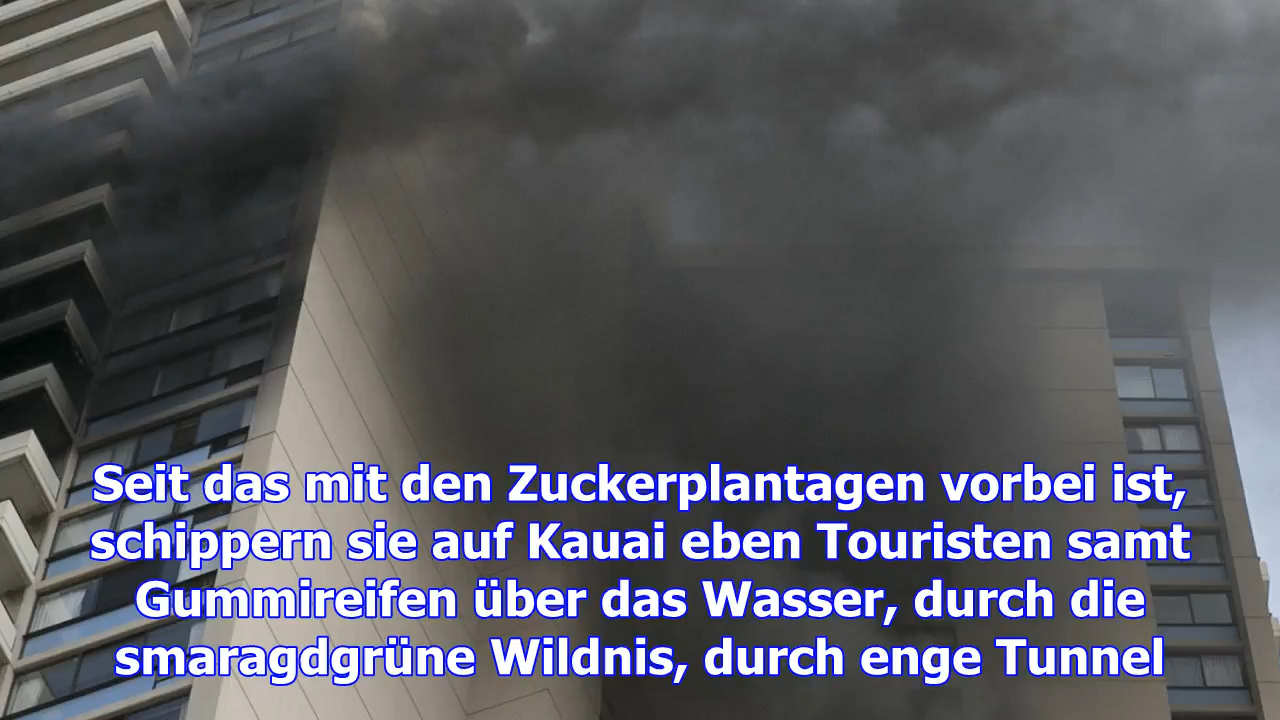 Seit das mit den Zuckerplantagen vorbei ist,
schippern sie auf Kauai eben Touristen samt
Gummireifen über das Wasser, durch die
smaragdgrüne Wildnis, durch enge Tunnel